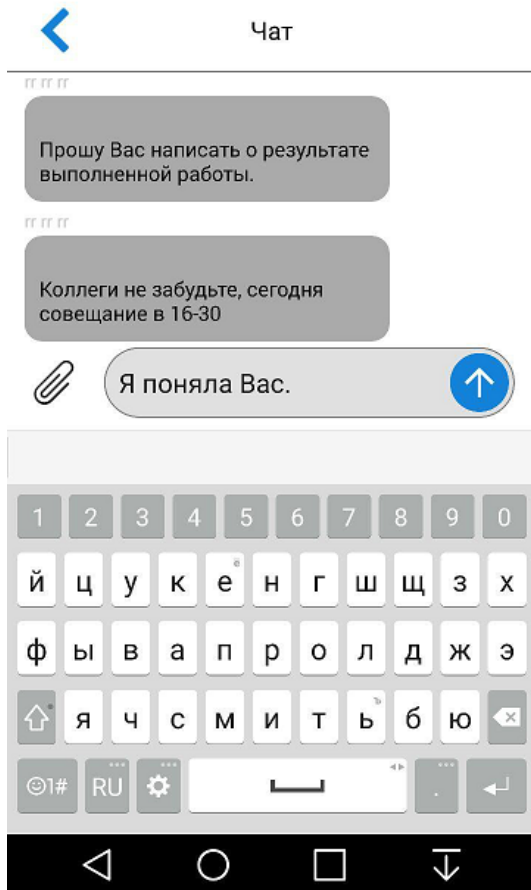 Чат
гг гг гг
Прошу Вас написать о результате
выполненной работы.
гг гг гг
Коллеги не забудьте, сегодня
совещание в 16-30
Я поняла Вас.
1 2 3 4 5 6 7 8 9 0
й ц у к е ё н г ш щ з х
ф ы в а п р о л д ж э
я ч с м и т ь ъ б ю
☺1# RU .